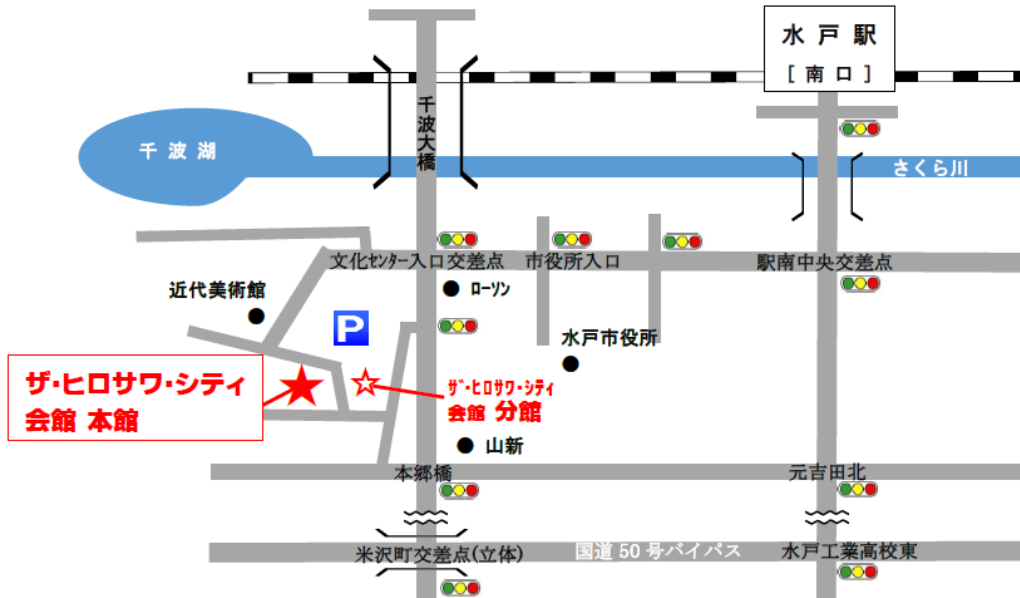 水戸駅
[南口]
千波大橋
千波湖
さくら川
文化センター入口交差点
市役所入口
駅南中央交差点
近代美術館
ローソン
P
水戸市役所
ザ・ヒロサワ・シティ
会館 本館
ザ・ヒロサワ・シティ
会館 分館
山新
本郷橋
元吉田北
米沢町交差点(立体)
国道50号バイパス
水戸工業高校東